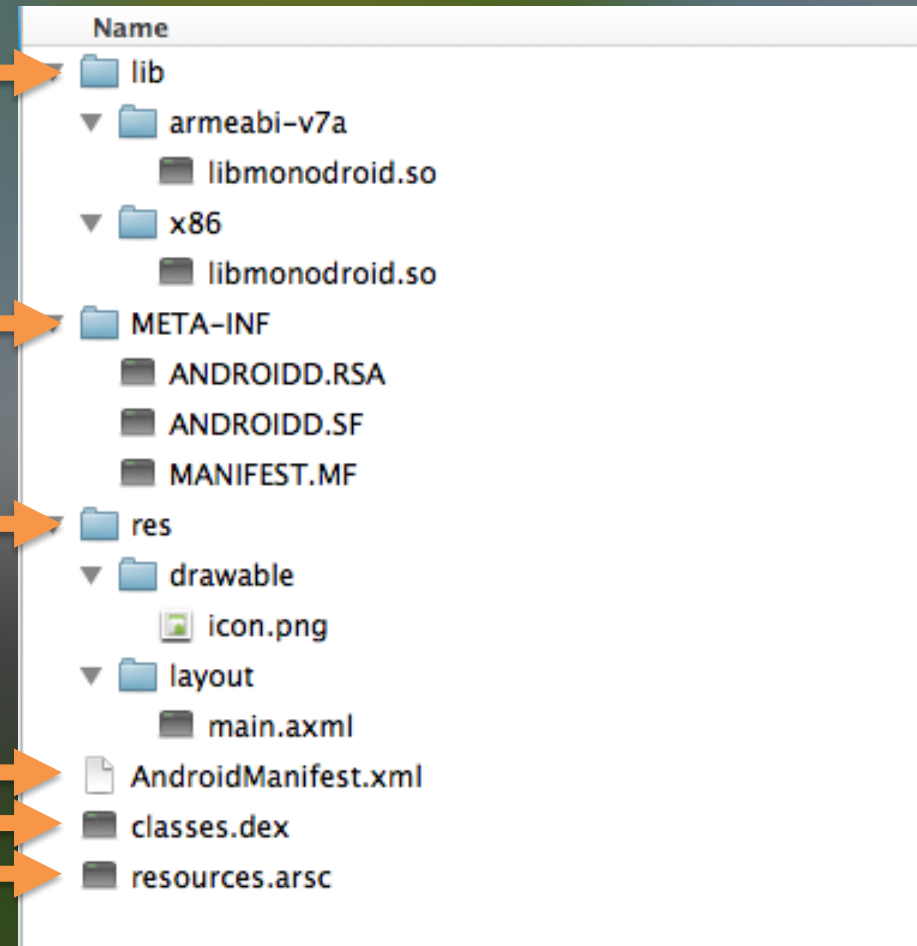 Name
lib
armeabi-v7a
libmonodroid.so
x86
libmonodroid.so
META-INF
ANDROIDD.RSA
ANDROIDD.SF
MANIFEST.MF
res
drawable
icon.png
layout
main.axml
AndroidManifest.xml
classes.dex
resources.arsc